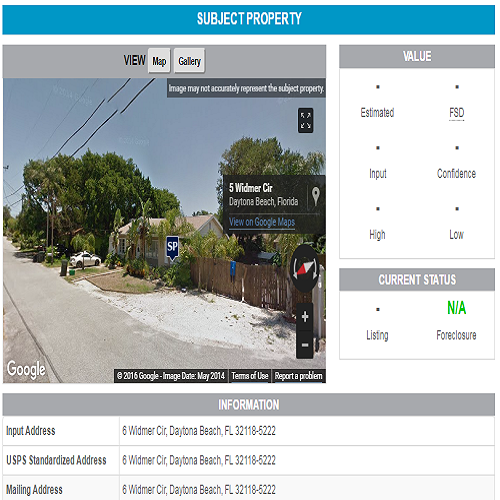 SUBJECT PROPERTY
VIEW Map Gallery
Image may not accurately represent the subject property.
5 Widmer Cir
Daytona Beach, Florida
View on Google Maps
SP
+
-
Google
© 2016 Google - Image Date: May 2014 Terms of Use Report a problem
VALUE
- -
Estimated FSD
- -
Input Confidence
- -
High Low
CURRENT STATUS
- N/A
Listing Foreclosure
INFORMATION
Input Address 6 Widmer Cir, Daytona Beach, FL 32118-5222
USPS Standardized Address 6 Widmer Cir, Daytona Beach, FL 32118-5222
Mailing Address 6 Widmer Cir, Daytona Beach, FL 32118-5222